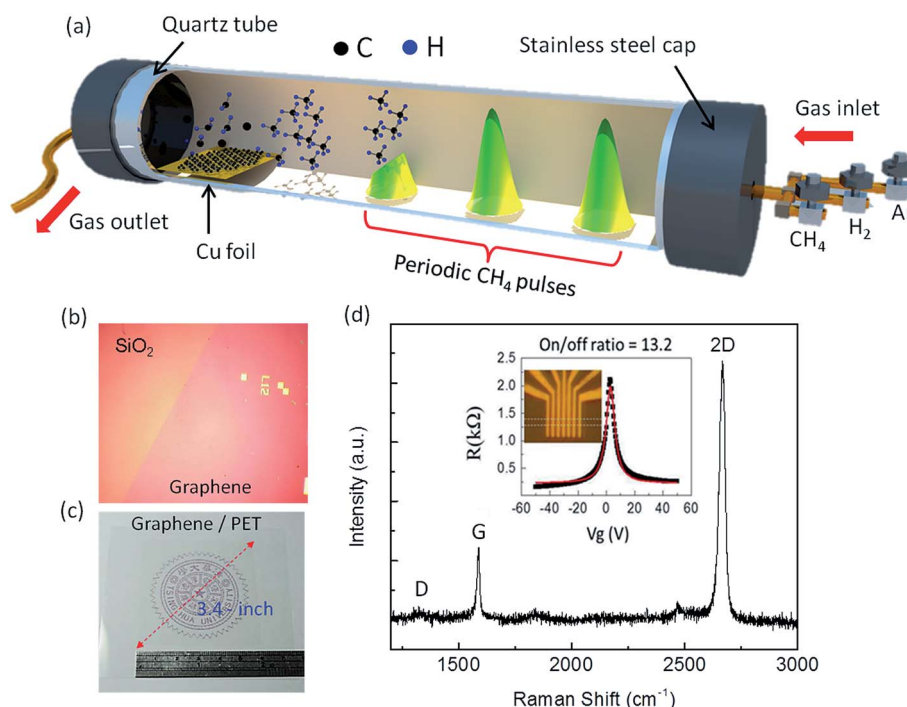 (a)
Quartz tube
C H
Stainless steel cap
Gas inlet
Gas outlet
Cu foil
Periodic CH₄ pulses
CH₄
H₂
A
(b)
SiO₂
L12
Graphene
(c)
Graphene / PET
3.4 - inch
(d)
On/off ratio = 13.2
2D
G
D
R(kΩ)
2.5
2.0
1.5
1.0
0.5
-60 -40 -20 0 20 40 60
Vg (V)
Intensity (a.u.)
1500 2000 2500 3000
Raman Shift (cm⁻¹)